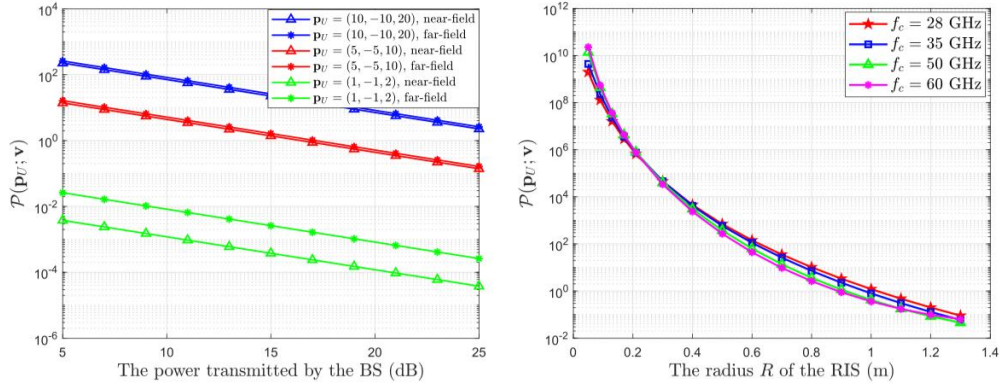 10^4
10^2
10^0
10^-2
10^-4
10^-6
P(p_U; v)
5
10
15
20
25
The power transmitted by the BS (dB)
p_U = (10, −10, 20), near-field
p_U = (10, −10, 20), far-field
p_U = (5, −5, 10), near-field
p_U = (5, −5, 10), far-field
p_U = (1, −1, 2), near-field
p_U = (1, −1, 2), far-field
10^12
10^10
10^8
10^6
10^4
10^2
10^0
10^-2
P(p_U; v)
0
0.2
0.4
0.6
0.8
1
1.2
1.4
The radius R of the RIS (m)
f_c = 28 GHz
f_c = 35 GHz
f_c = 50 GHz
f_c = 60 GHz